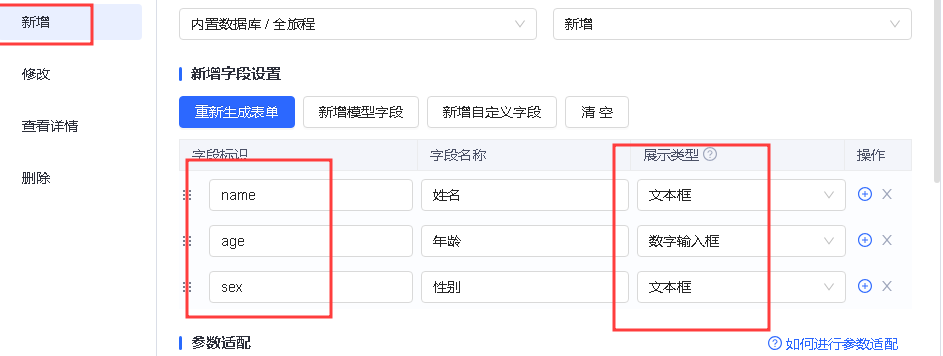 新增
修改
查看详情
删除
内置数据库 / 全旅程
新增
新增字段设置
重新生成表单
新增模型字段
新增自定义字段
清 空
字段标识
字段名称
展示类型
操作
name
姓名
文本框
age
年龄
数字输入框
sex
性别
文本框
参数适配
如何进行参数适配